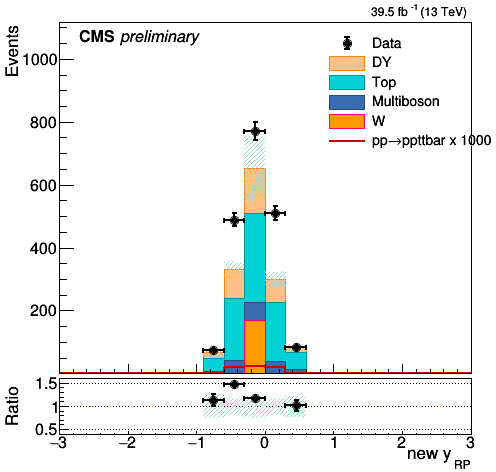 39.5 fb⁻¹ (13 TeV)
CMS preliminary
Events
1000
800
600
400
200
Data
DY
Top
Multiboson
W
pp→ppttbar x 1000
Ratio
1.5
1
0.5
−3 −2 −1 0 1 2 3
new y_RP